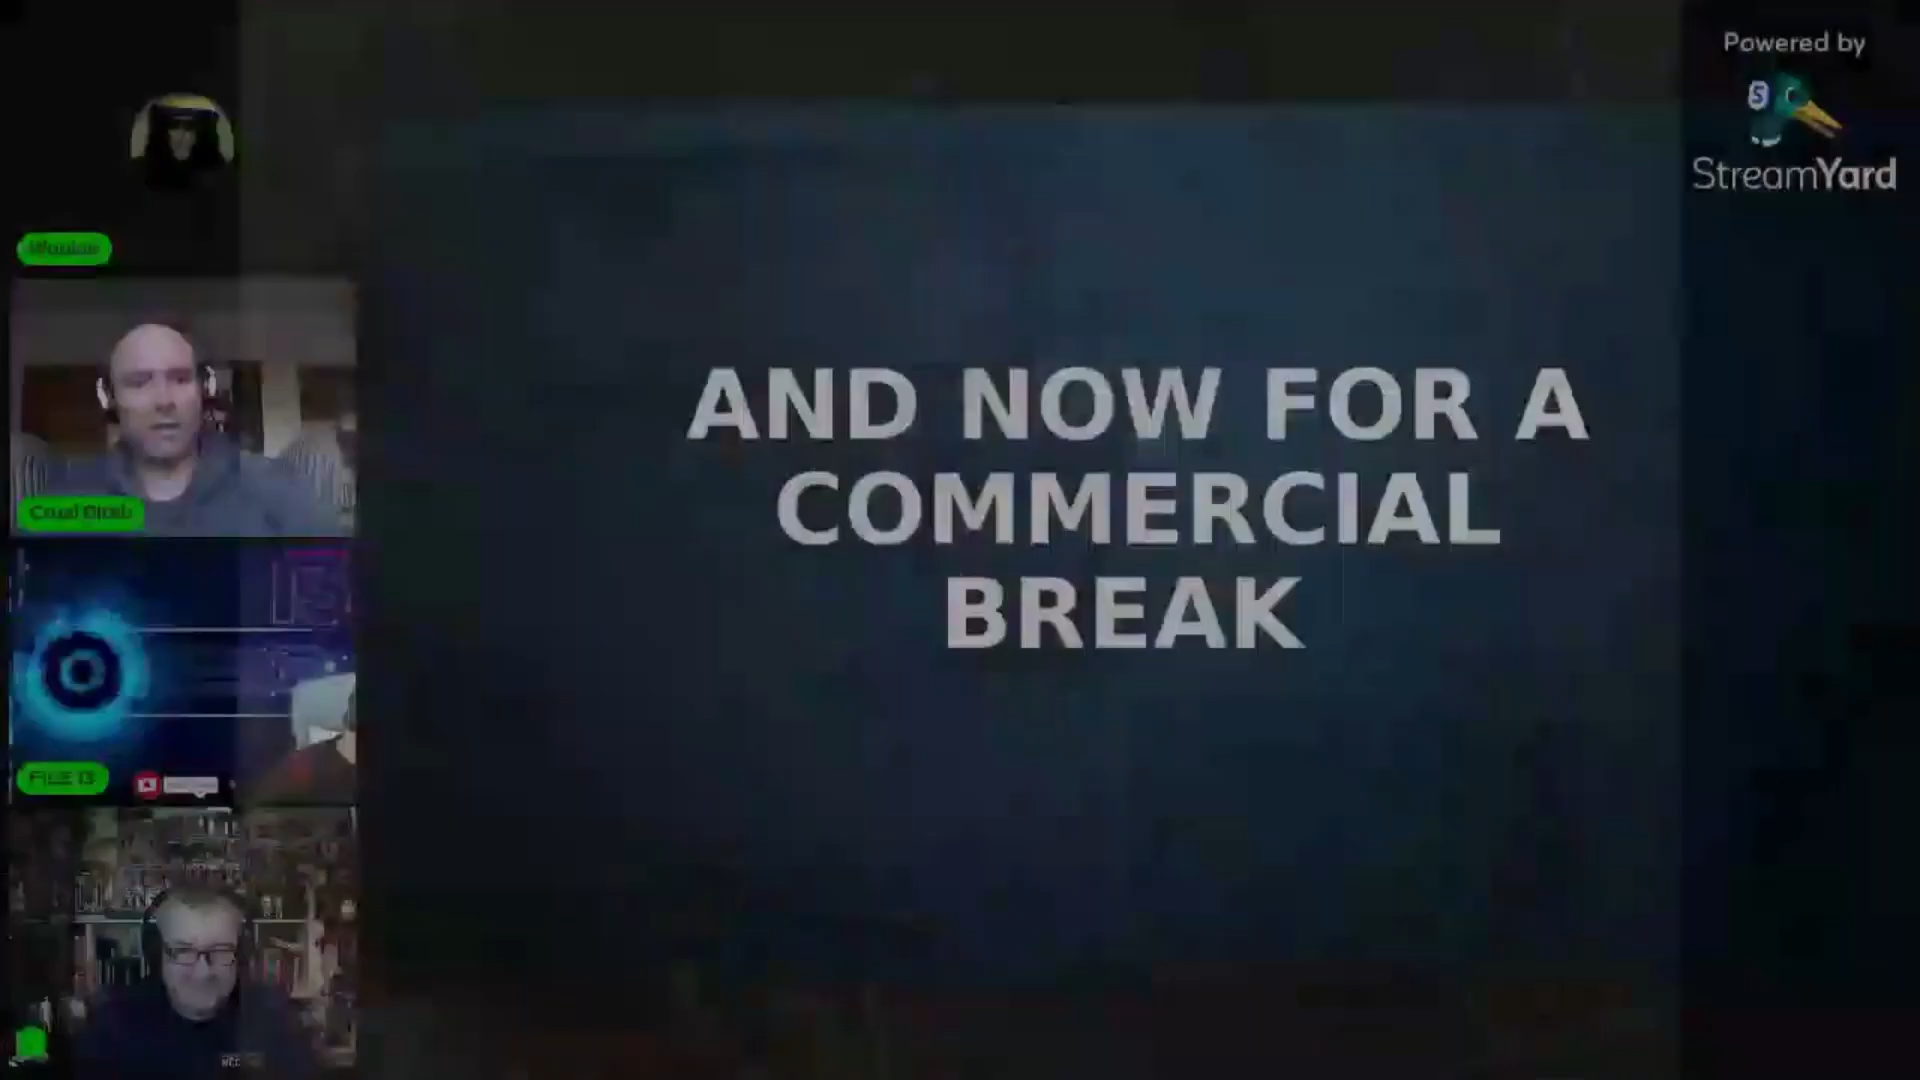 Powered by
StreamYard
AND NOW FOR A
COMMERCIAL
BREAK
FILE 13